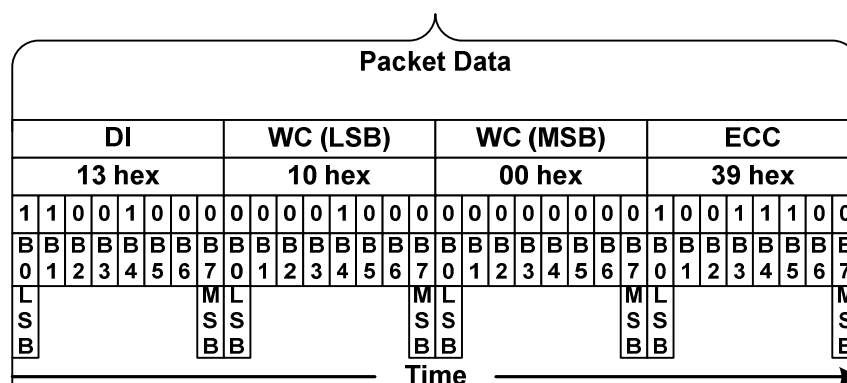 Packet Data
DI WC (LSB) WC (MSB) ECC
13 hex 10 hex 00 hex 39 hex
1 1 0 0 1 0 0 0 0 0 0 0 1 0 0 0 0 0 0 0 0 0 0 0 1 0 0 1 1 1 0 0
B0 B1 B2 B3 B4 B5 B6 B7 B0 B1 B2 B3 B4 B5 B6 B7 B0 B1 B2 B3 B4 B5 B6 B7 B0 B1 B2 B3 B4 B5 B6 B7
LSB MSB LSB MSB LSB MSB LSB MSB
Time